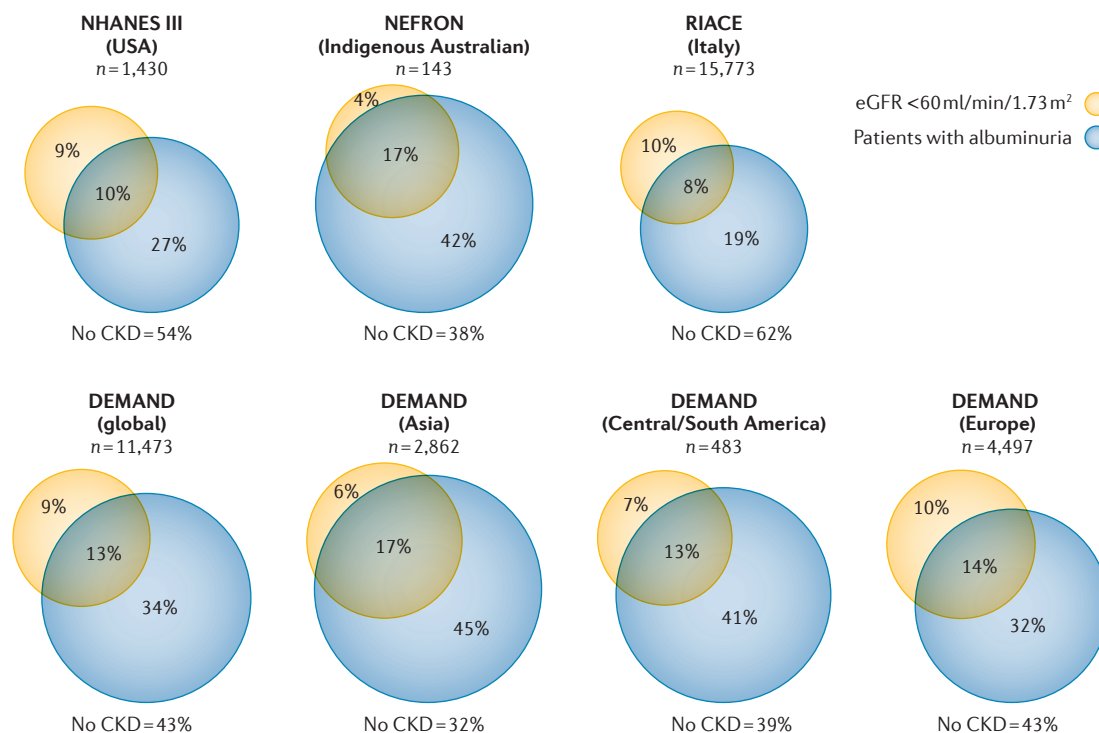 NHANES III
(USA)
n=1,430
9%
10%
27%
No CKD=54%
NEFRON
(Indigenous Australian)
n=143
4%
17%
42%
No CKD=38%
RIACE
(Italy)
n=15,773
10%
8%
19%
No CKD=62%
eGFR <60ml/min/1.73m²
Patients with albuminuria
DEMAND
(global)
n=11,473
9%
13%
34%
No CKD=43%
DEMAND
(Asia)
n=2,862
6%
17%
45%
No CKD=32%
DEMAND
(Central/South America)
n=483
7%
13%
41%
No CKD=39%
DEMAND
(Europe)
n=4,497
10%
14%
32%
No CKD=43%